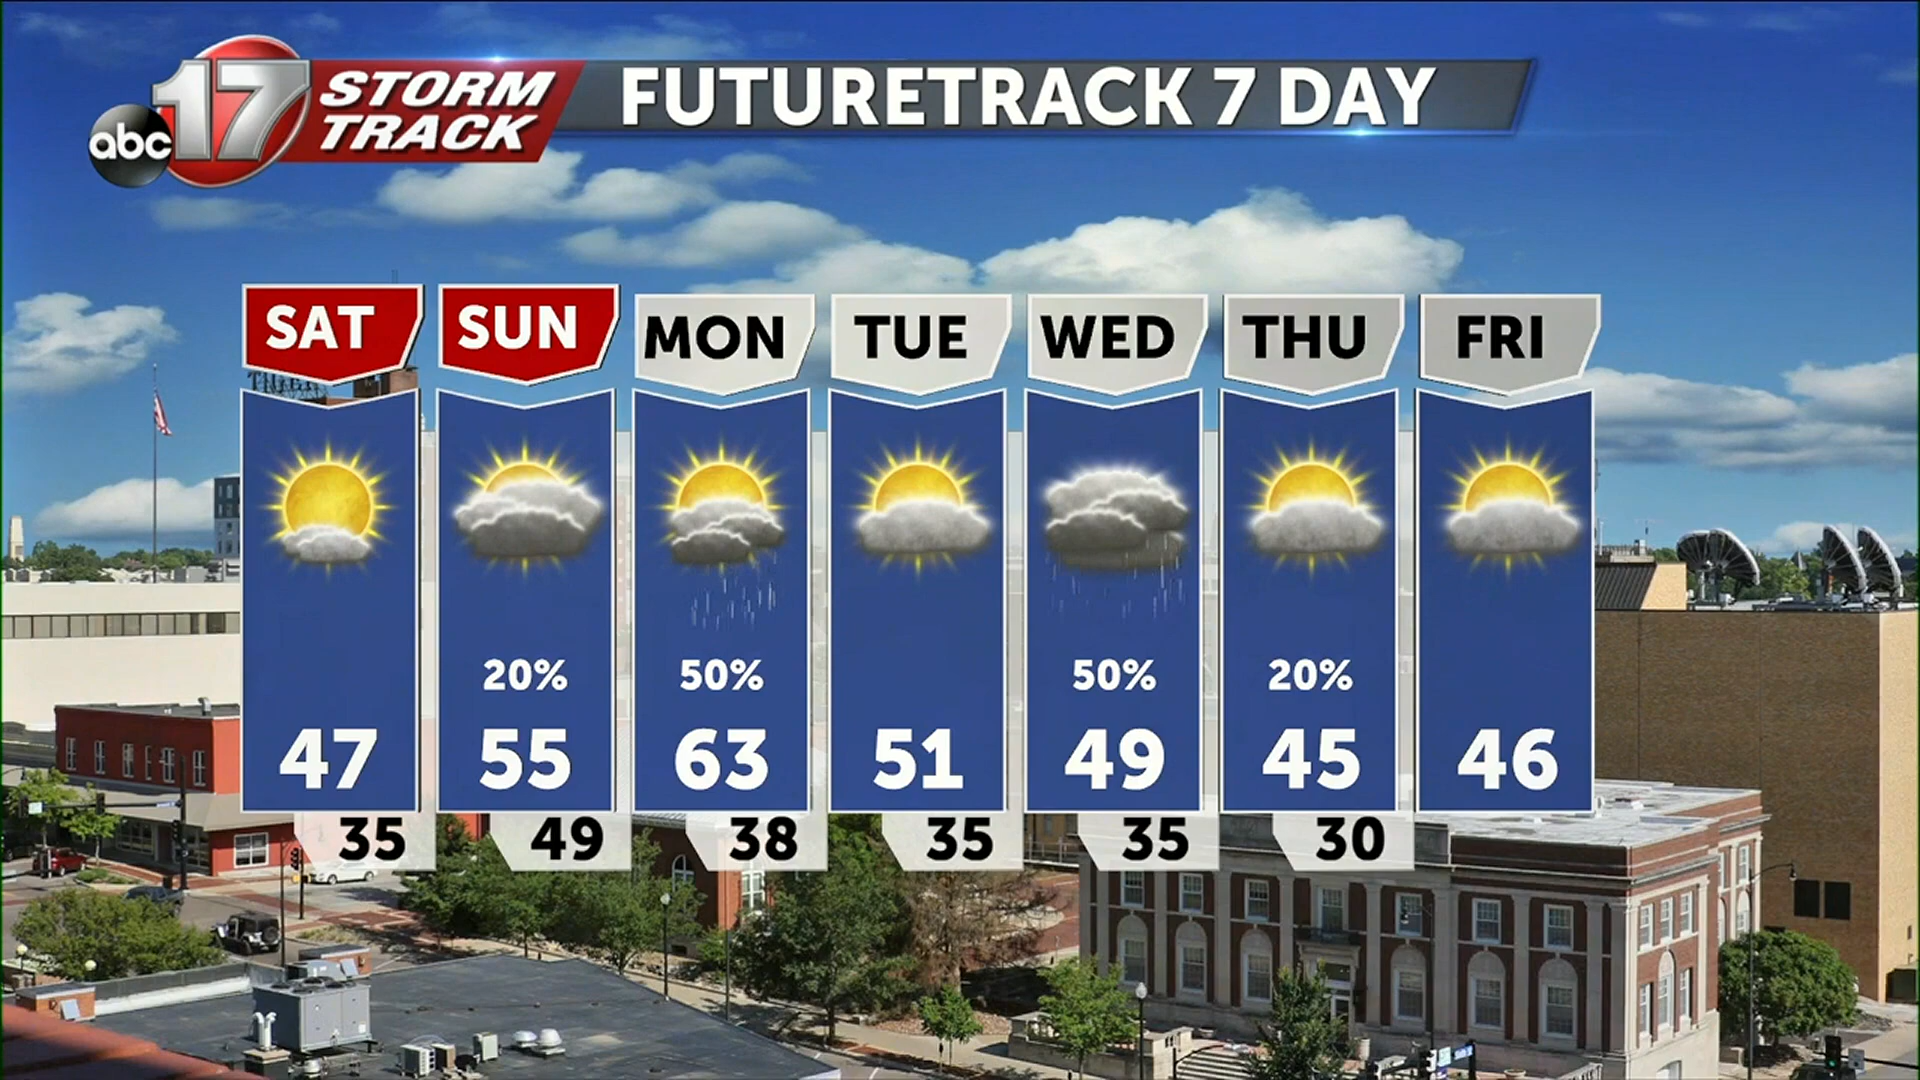 abc 17 STORM TRACK
FUTURETRACK 7 DAY
SAT SUN MON TUE WED THU FRI
TIGER
20% 50% 50% 20%
47 55 63 51 49 45 46
35 49 38 35 35 30